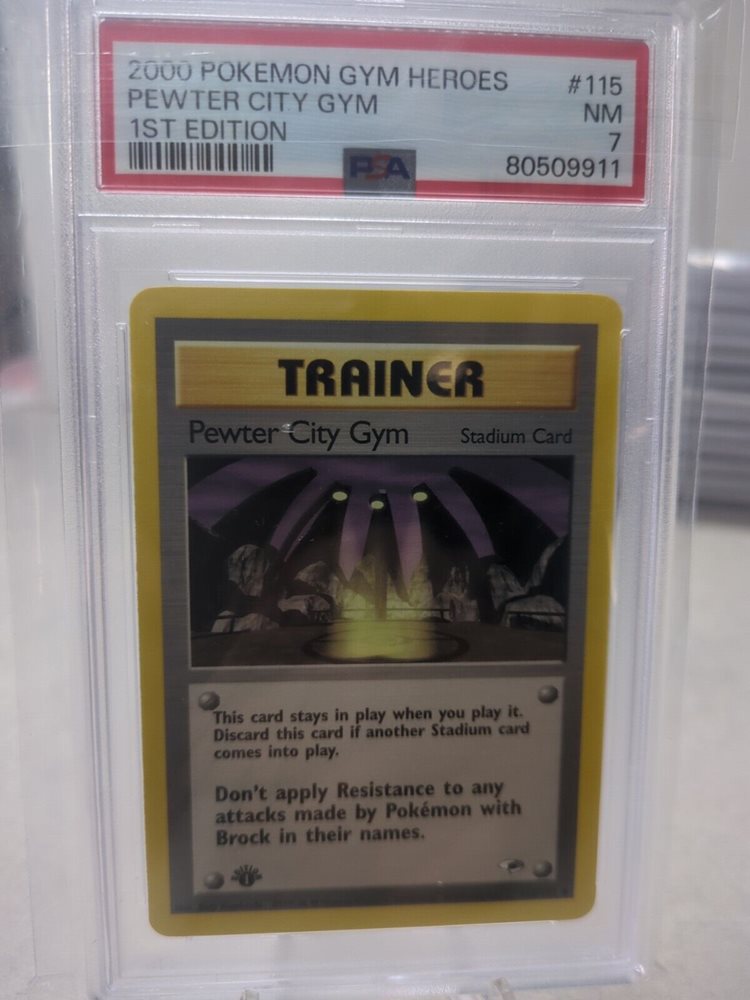 2000 POKEMON GYM HEROES #115
PEWTER CITY GYM NM
1ST EDITION 7
PSA 80509911
TRAINER
Pewter City Gym Stadium Card
This card stays in play when you play it.
Discard this card if another Stadium card
comes into play.
Don't apply Resistance to any
attacks made by Pokémon with
Brock in their names.
EDITION
1